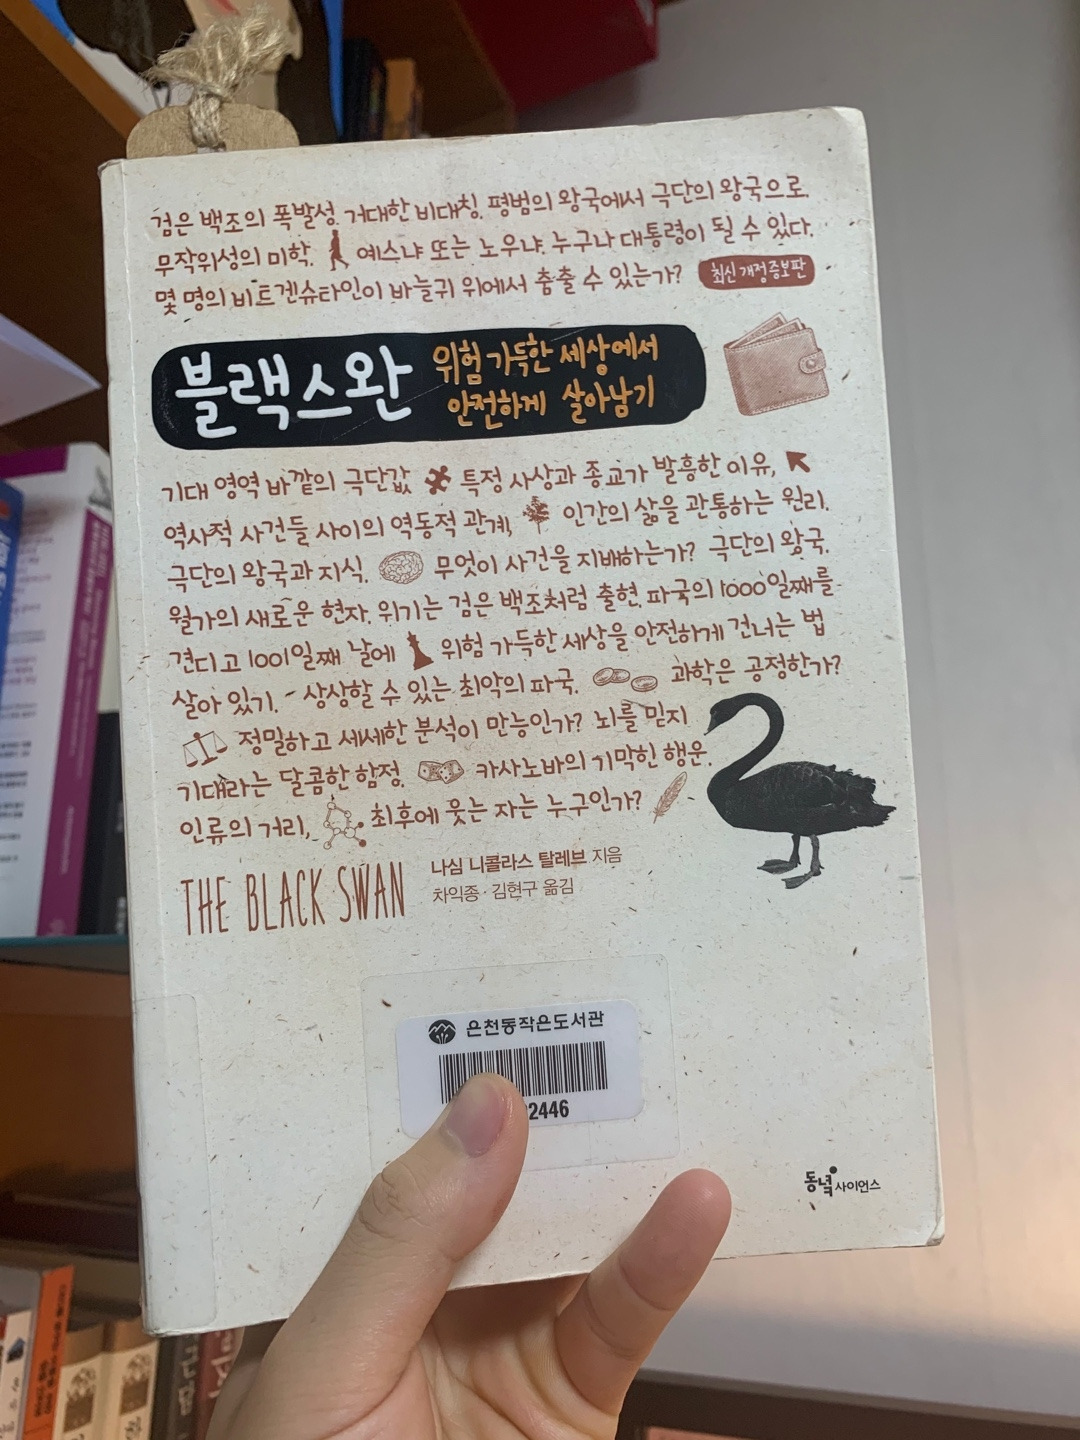 검은 백조의 폭발성. 거대한 비대칭. 평범의 왕국에서 극단의 왕국으로.
무작위성의 미학. 예스냐 또는 노우냐. 누구나 대통령이 될 수 있다.
몇 명의 비트겐슈타인이 바늘귀 위에서 춤출 수 있는가? 최신 개정증보판
블랙스완 위험 가득한 세상에서
안전하게 살아남기
기대 영역 바깥의 극단값 특정 사상과 종교가 발흥한 이유,
역사적 사건들 사이의 역동적 관계, 인간의 삶을 관통하는 원리.
극단의 왕국과 지식. 무엇이 사건을 지배하는가? 극단의 왕국.
월가의 새로운 현자. 위기는 검은 백조처럼 출현. 파국의 1000일째를
견디고 1001일째 날에 위험 가득한 세상을 안전하게 건너는 법
살아 있기. - 상상할 수 있는 최악의 파국. 과학은 공정한가?
정밀하고 세세한 분석이 만능인가? 뇌를 믿지
기대라는 달콤한 함정. 카사노바의 기막힌 행운.
인류의 거리, 최후에 웃는 자는 누구인가?
THE BLACK SWAN
나심 니콜라스 탈레브 지음
차익종·김현구 옮김
은천동작은도서관
2446
동녘사이언스